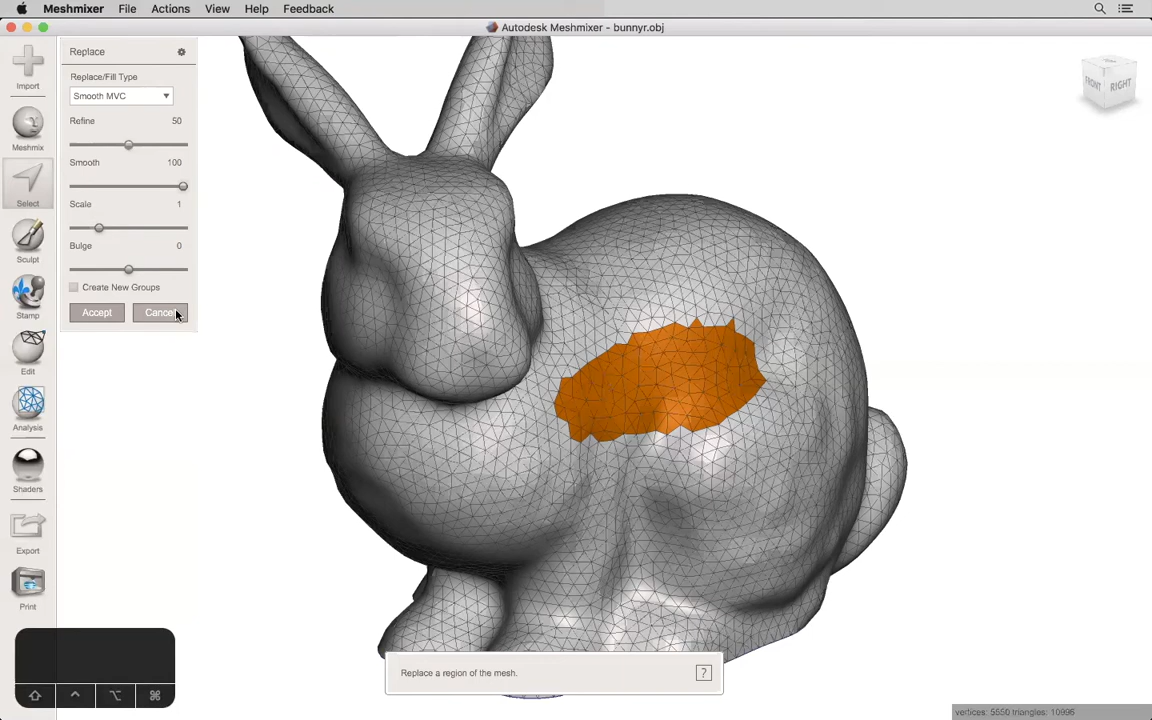 Meshmixer File Actions View Help Feedback
Autodesk Meshmixer - bunnyr.obj
Import
Meshmix
Select
Sculpt
Stamp
Edit
Analysis
Shaders
Export
Print
Replace
Replace/Fill Type
Smooth MVC
Refine 50
Smooth 100
Scale 1
Bulge 0
Create New Groups
Accept Cancel
FRONT RIGHT
Replace a region of the mesh. ?
vertices: 5550 triangles: 10995